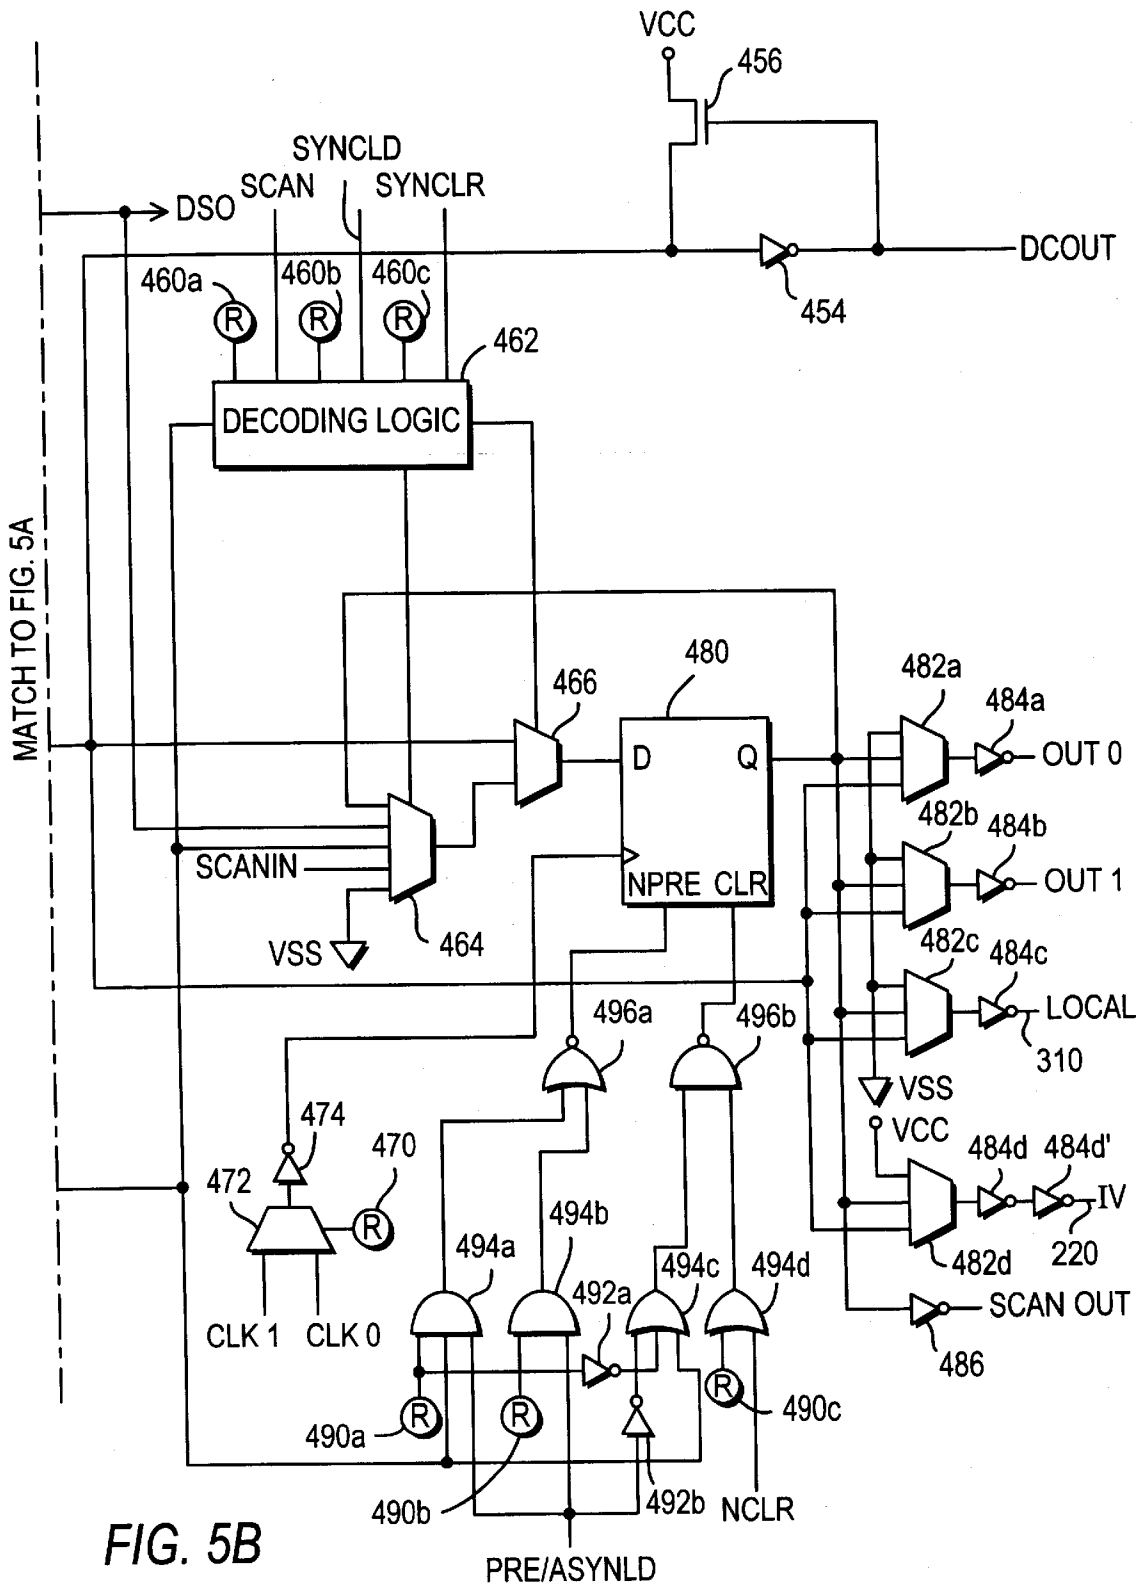 VCC
456
SYNCLD
SCAN
SYNCLR
DSO
DCOUT
460a
460b
460c
454
R
R
R
462
DECODING LOGIC
MATCH TO FIG. 5A
480
466
482a
484a
D
Q
OUT 0
482b
484b
SCANIN
OUT 1
NPRE CLR
VSS
464
482c
484c
LOCAL
496a
496b
310
VSS
VCC
474
470
472
R
484d
484d'
IV
494b
494a
220
492a
494c
494d
482d
CLK 1
CLK 0
SCAN OUT
486
R
R
R
490a
490c
490b
492b
NCLR
FIG. 5B
PRE/ASYNLD